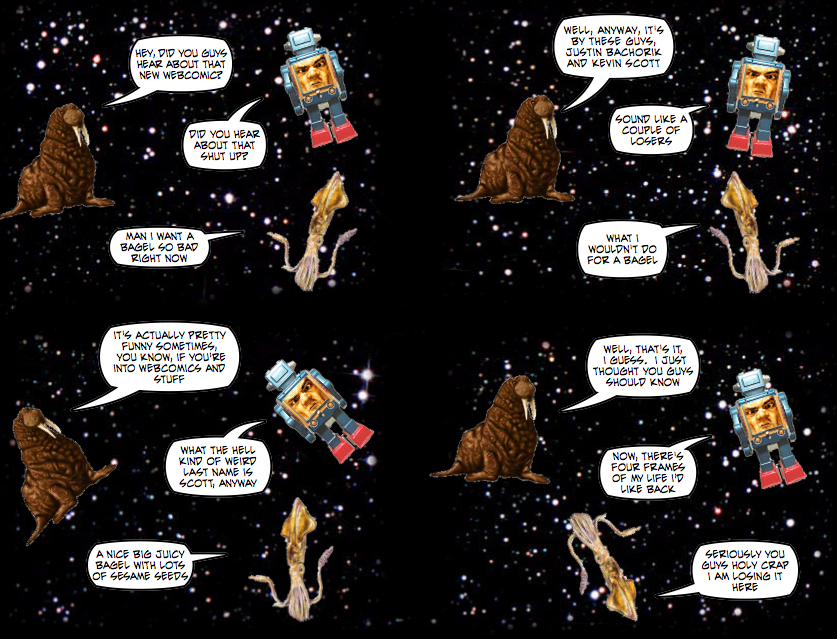 HEY, DID YOU GUYS
HEAR ABOUT THAT
NEW WEBCOMIC?
DID YOU HEAR
ABOUT THAT
SHUT UP?
MAN I WANT A
BAGEL SO BAD
RIGHT NOW
WELL, ANYWAY, IT'S
BY THESE GUYS,
JUSTIN BACHORIK
AND KEVIN SCOTT
SOUND LIKE A
COUPLE OF
LOSERS
WHAT I
WOULDN'T DO
FOR A BAGEL
IT'S ACTUALLY PRETTY
FUNNY SOMETIMES,
YOU KNOW, IF YOU'RE
INTO WEBCOMICS AND
STUFF
WHAT THE HELL
KIND OF WEIRD
LAST NAME IS
SCOTT, ANYWAY
A NICE BIG JUICY
BAGEL WITH LOTS
OF SESAME SEEDS
WELL, THAT'S IT,
I GUESS. I JUST
THOUGHT YOU GUYS
SHOULD KNOW
NOW, THERE'S
FOUR FRAMES
OF MY LIFE I'D
LIKE BACK
SERIOUSLY YOU
GUYS HOLY CRAP
I AM LOSING IT
HERE